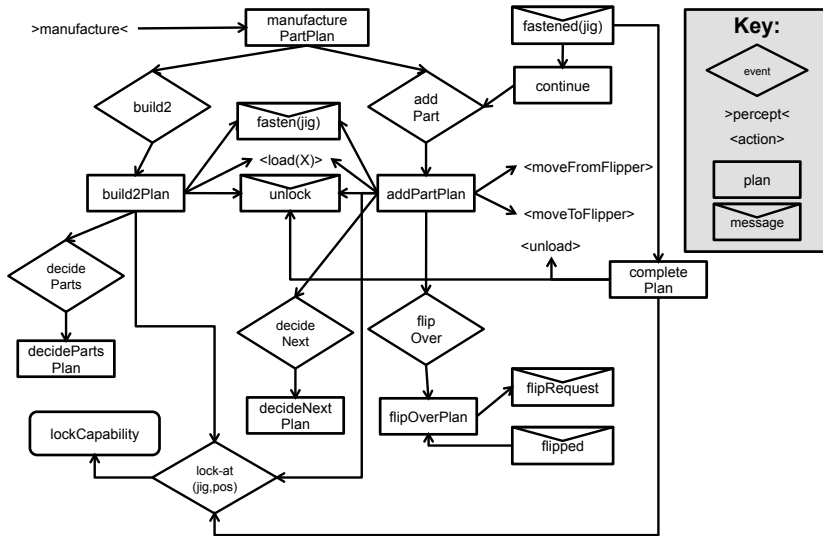 >manufacture<
manufacture
PartPlan
fastened(jig)
Key:
event
>percept<
<action>
plan
message
continue
build2
add
Part
fasten(jig)
<load(X)>
build2Plan
unlock
addPartPlan
<moveFromFlipper>
<moveToFlipper>
<unload>
complete
Plan
decide
Parts
decide
Next
flip
Over
decideParts
Plan
flipRequest
decideNext
Plan
flipOverPlan
lockCapability
flipped
lock-at
(jig,pos)